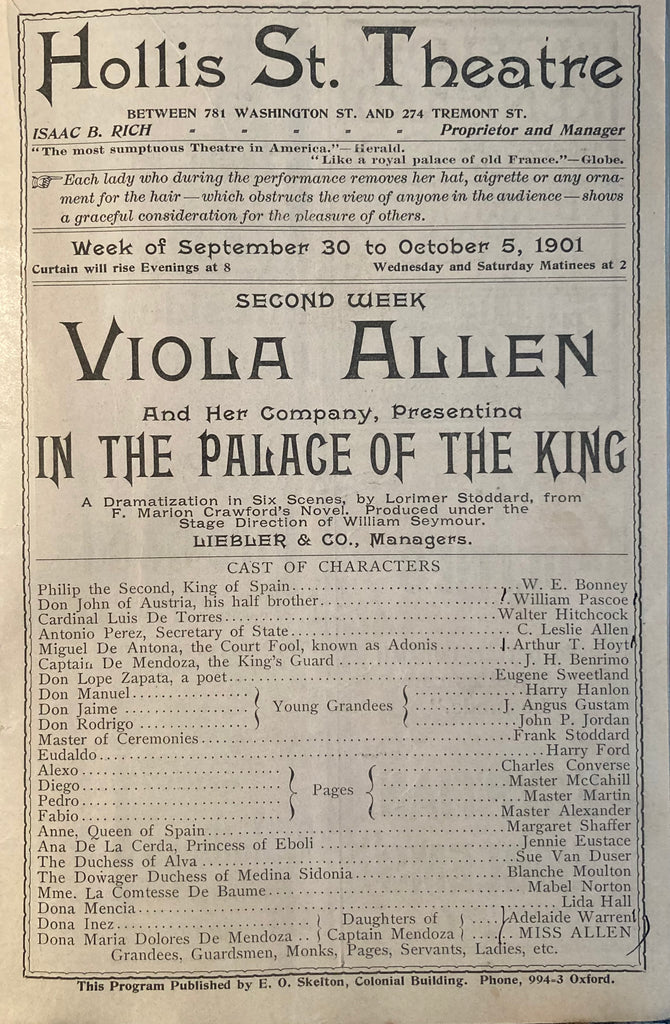 Hollis St. Theatre
BETWEEN 781 WASHINGTON ST. AND 274 TREMONT ST.
ISAAC B. RICH - - - - - Proprietor and Manager
"The most sumptuous Theatre in America."—Herald.
"Like a royal palace of old France."—Globe.
☞Each lady who during the performance removes her hat, aigrette or any orna-
ment for the hair—which obstructs the view of anyone in the audience—shows
a graceful consideration for the pleasure of others.
Week of September 30 to October 5, 1901
Curtain will rise Evenings at 8 Wednesday and Saturday Matinees at 2
SECOND WEEK
VIOLA ALLEN
And Her Company, Presenting
IN THE PALACE OF THE KING
A Dramatization in Six Scenes, by Lorimer Stoddard, from
F. Marion Crawford's Novel. Produced under the
Stage Direction of William Seymour.
LIEBLER & CO., Managers.
CAST OF CHARACTERS
Philip the Second, King of Spain........W. E. Bonney
Don John of Austria, his half brother........William Pascoe
Cardinal Luis De Torres........Walter Hitchcock
Antonio Perez, Secretary of State........C. Leslie Allen
Miguel De Antona, the Court Fool, known as Adonis........Arthur T. Hoyt
Captain De Mendoza, the King's Guard........J. H. Benrimo
Don Lope Zapata, a poet........Eugene Sweetland
Don Manuel........Harry Hanlon
Don Jaime........} Young Grandees {........J. Angus Gustam
Don Rodrigo........John P. Jordan
Master of Ceremonies........Frank Stoddard
Eudaldo........Harry Ford
Alexo........Charles Converse
Diego........} Pages {........Master McCahill
Pedro........Master Martin
Fabio........Master Alexander
Anne, Queen of Spain........Margaret Shaffer
Ana De La Cerda, Princess of Eboli........Jennie Eustace
The Duchess of Alva........Sue Van Duser
The Dowager Duchess of Medina Sidonia........Blanche Moulton
Mme. La Comtesse De Baume........Mabel Norton
Dona Mencia........Lida Hall
Dona Inez........{ Daughters of {....Adelaide Warren
Dona Maria Dolores De Mendoza..{ Captain Mendoza {....MISS ALLEN
Grandees, Guardsmen, Monks, Pages, Servants, Ladies, etc.
This Program Published by E. O. Skelton, Colonial Building. Phone, 994-3 Oxford.